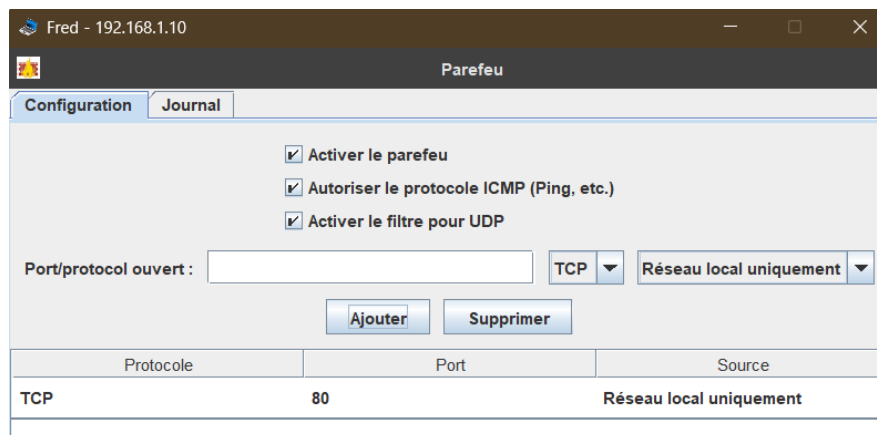 Fred - 192.168.1.10
Parefeu
Configuration Journal
Activer le parefeu
Autoriser le protocole ICMP (Ping, etc.)
Activer le filtre pour UDP
Port/protocol ouvert : TCP Réseau local uniquement
Ajouter Supprimer
Protocole Port Source
TCP 80 Réseau local uniquement